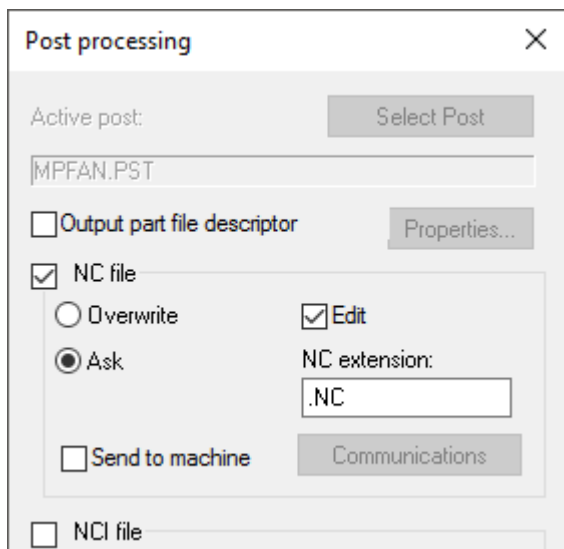 Post processing
Active post:
Select Post
MPFAN.PST
Output part file descriptor
Properties...
NC file
Overwrite
Edit
Ask
NC extension:
.NC
Send to machine
Communications
NCI file